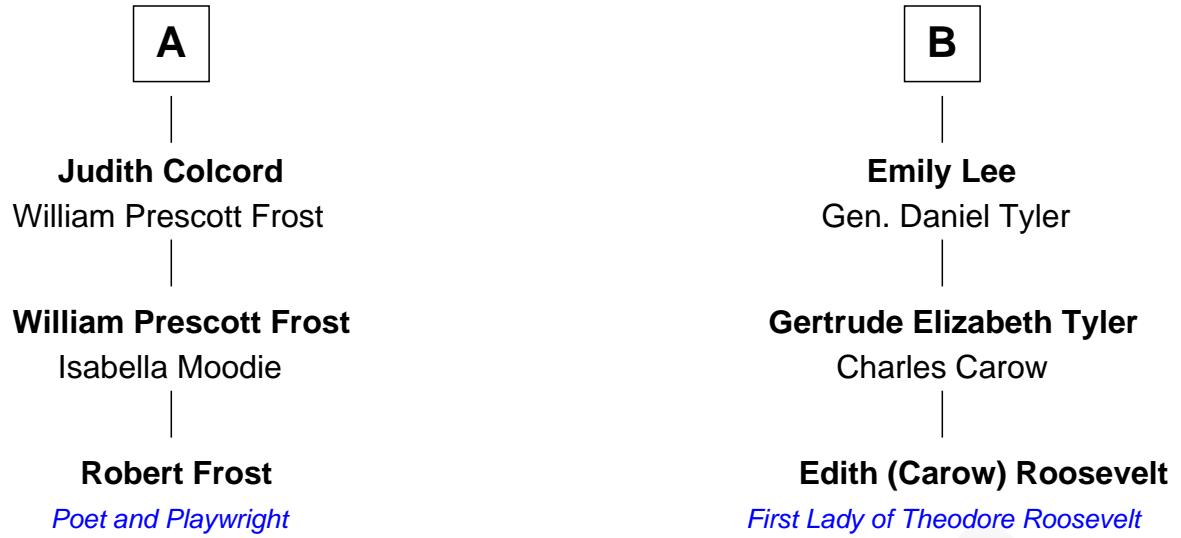 A
Judith Colcord
William Prescott Frost
William Prescott Frost
Isabella Moodie
Robert Frost
Poet and Playwright
B
Emily Lee
Gen. Daniel Tyler
Gertrude Elizabeth Tyler
Charles Carow
Edith (Carow) Roosevelt
First Lady of Theodore Roosevelt